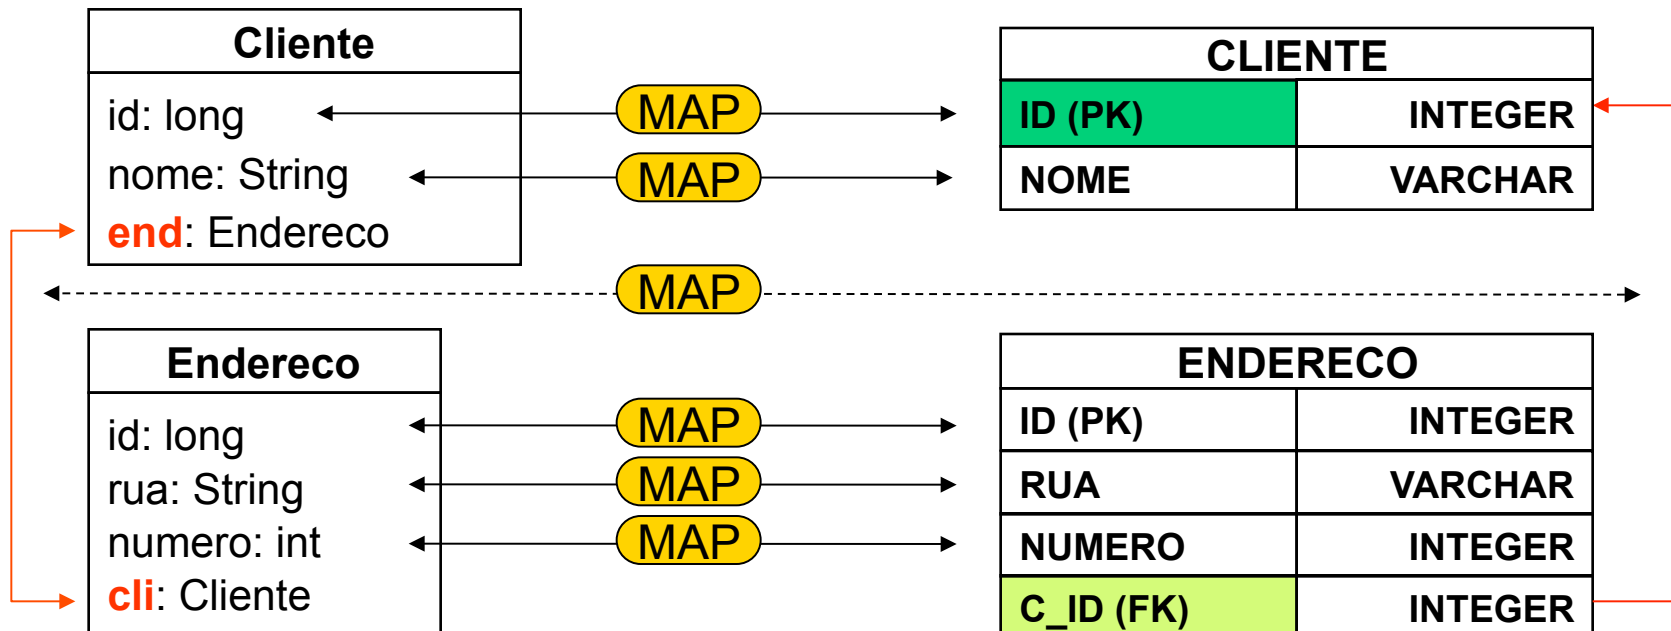 Cliente
id: long
nome: String
end: Endereco
MAP
MAP
CLIENTE
ID (PK) INTEGER
NOME VARCHAR
MAP
Endereco
id: long
rua: String
numero: int
cli: Cliente
MAP
MAP
MAP
ENDERECO
ID (PK) INTEGER
RUA VARCHAR
NUMERO INTEGER
C_ID (FK) INTEGER